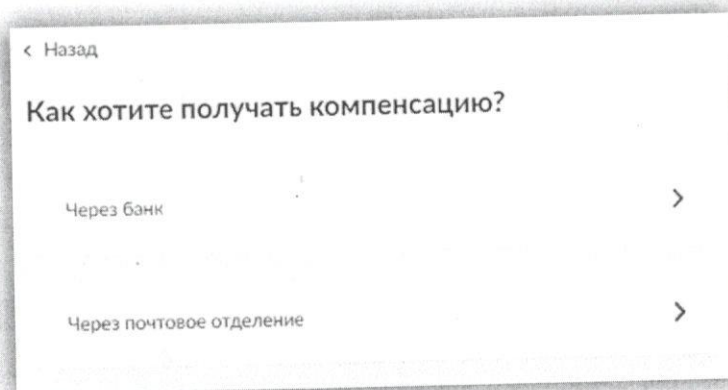 < Назад
Как хотите получать компенсацию?
Через банк
Через почтовое отделение